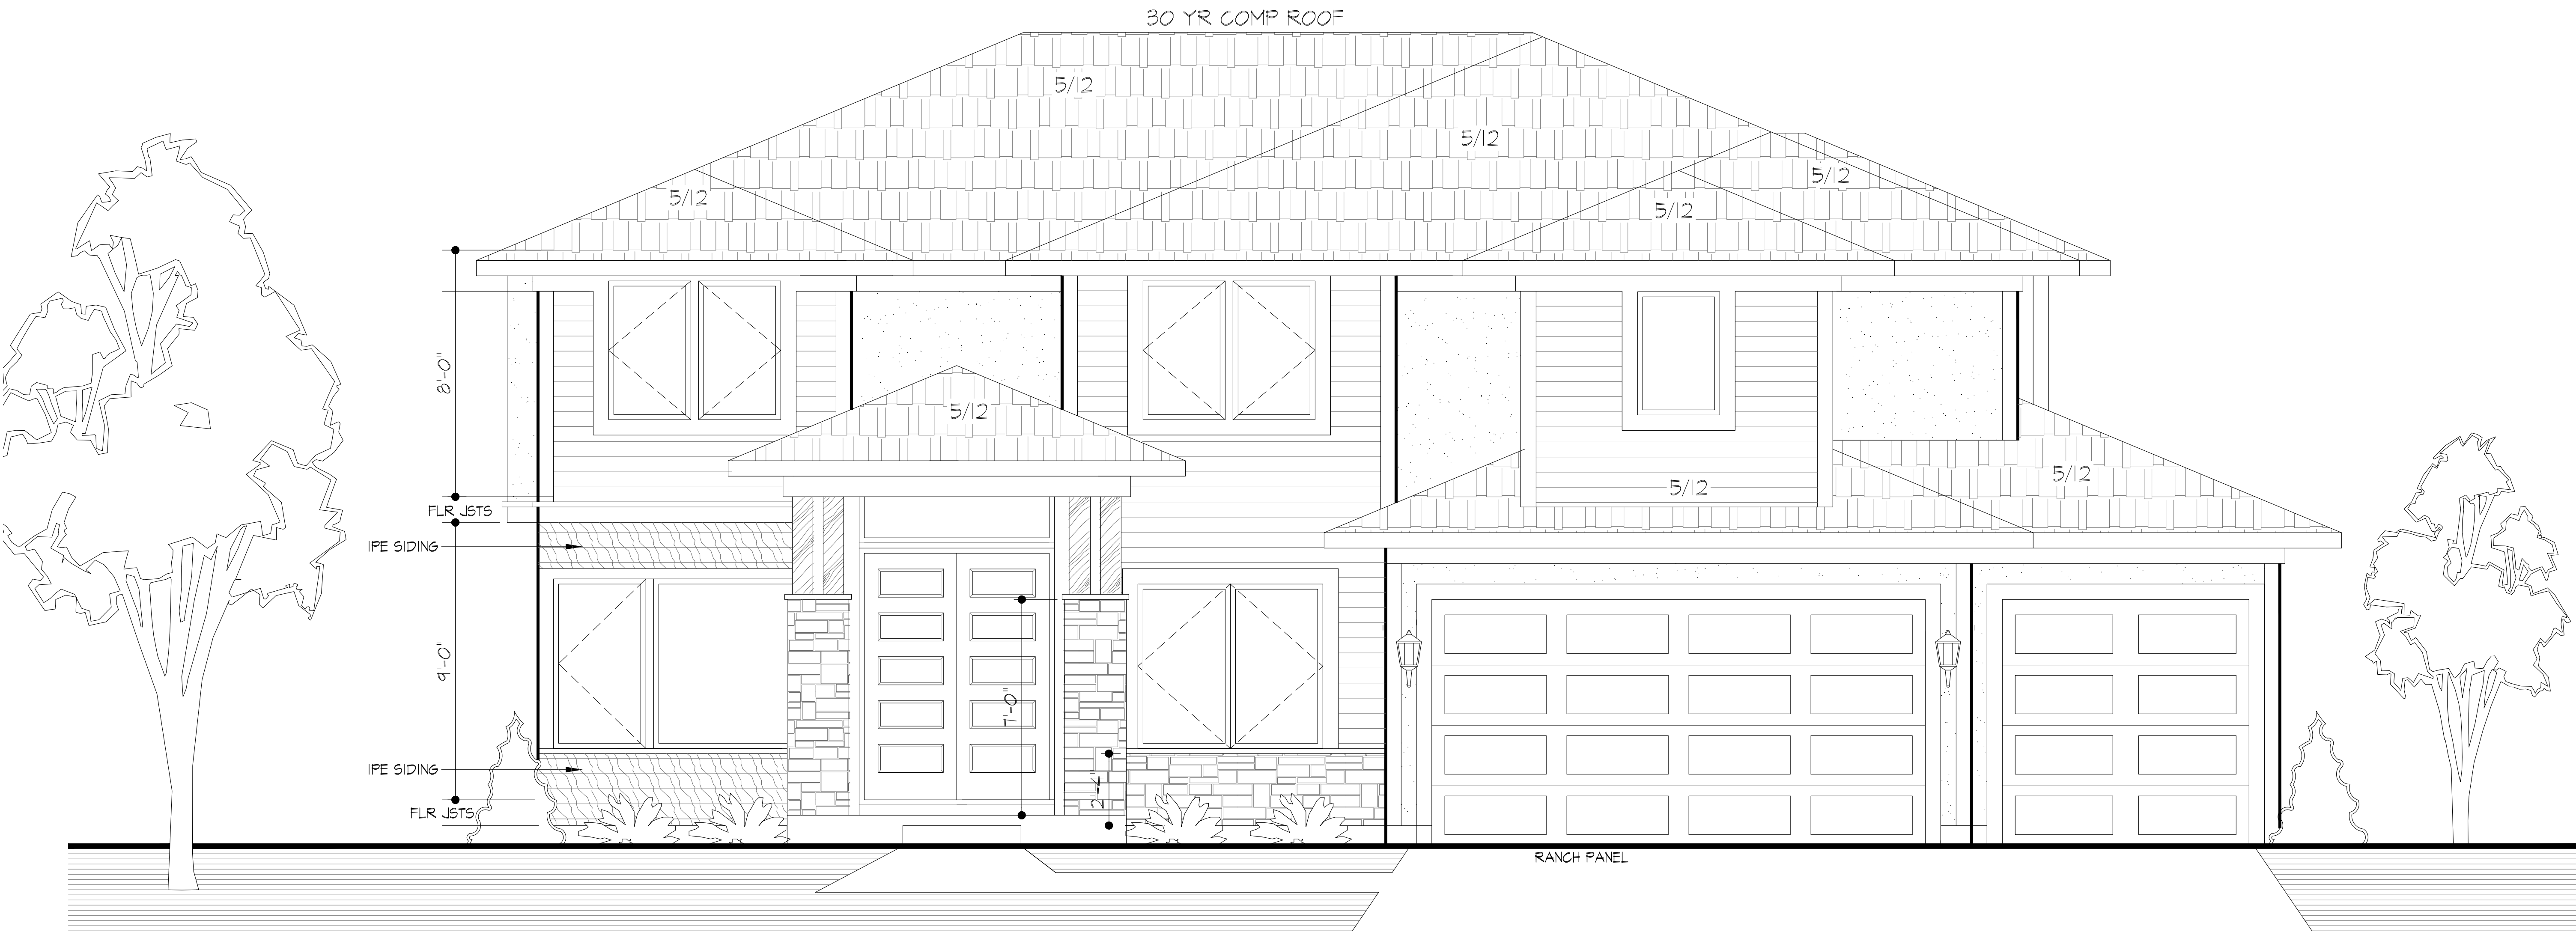 30 YR COMP ROOF
5/12
5/12
5/12
5/12
5/12
8'-0"
5/12
5/12
5/12
FLR JSTS
IPE SIDING
9'-0"
7'-0"
IPE SIDING
2'-4"
FLR JSTS
RANCH PANEL